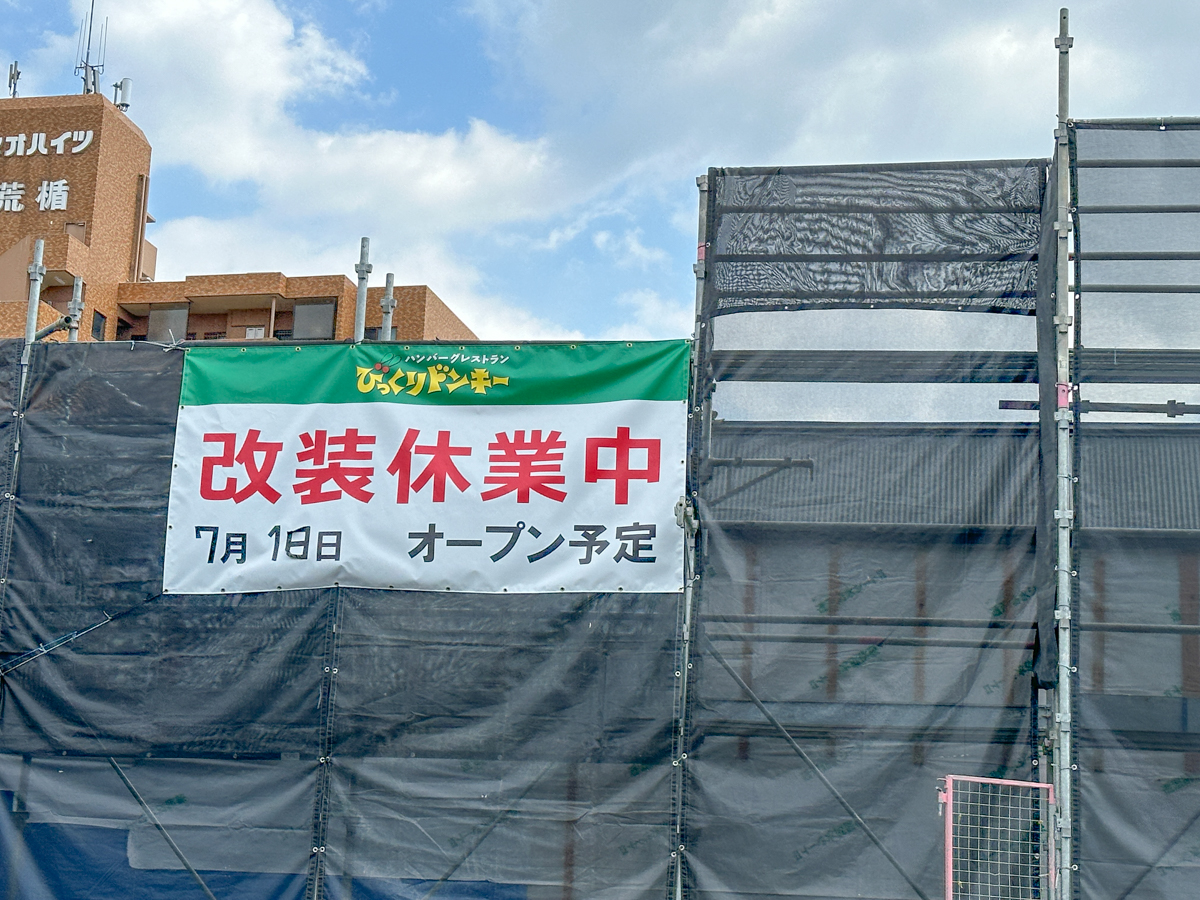 オハイツ
荒楯
ハンバーグレストラン
びっくりドンキー
改装休業中
7月 18日 オープン予定